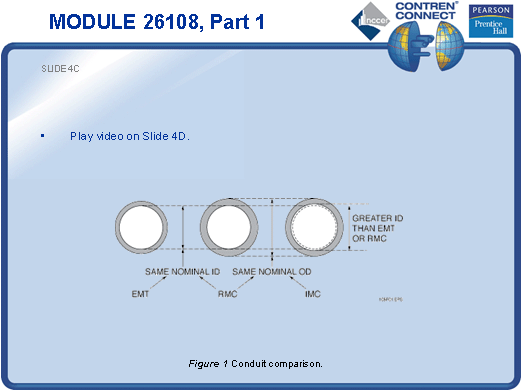 MODULE 26108, Part 1
nccer
CONTREN®
CONNECT
PEARSON
Prentice
Hall
SLIDE 4C
• Play video on Slide 4D.
GREATER ID
THAN EMT
OR RMC
SAME NOMINAL ID SAME NOMINAL OD
EMT RMC IMC
Figure 1 Conduit comparison.